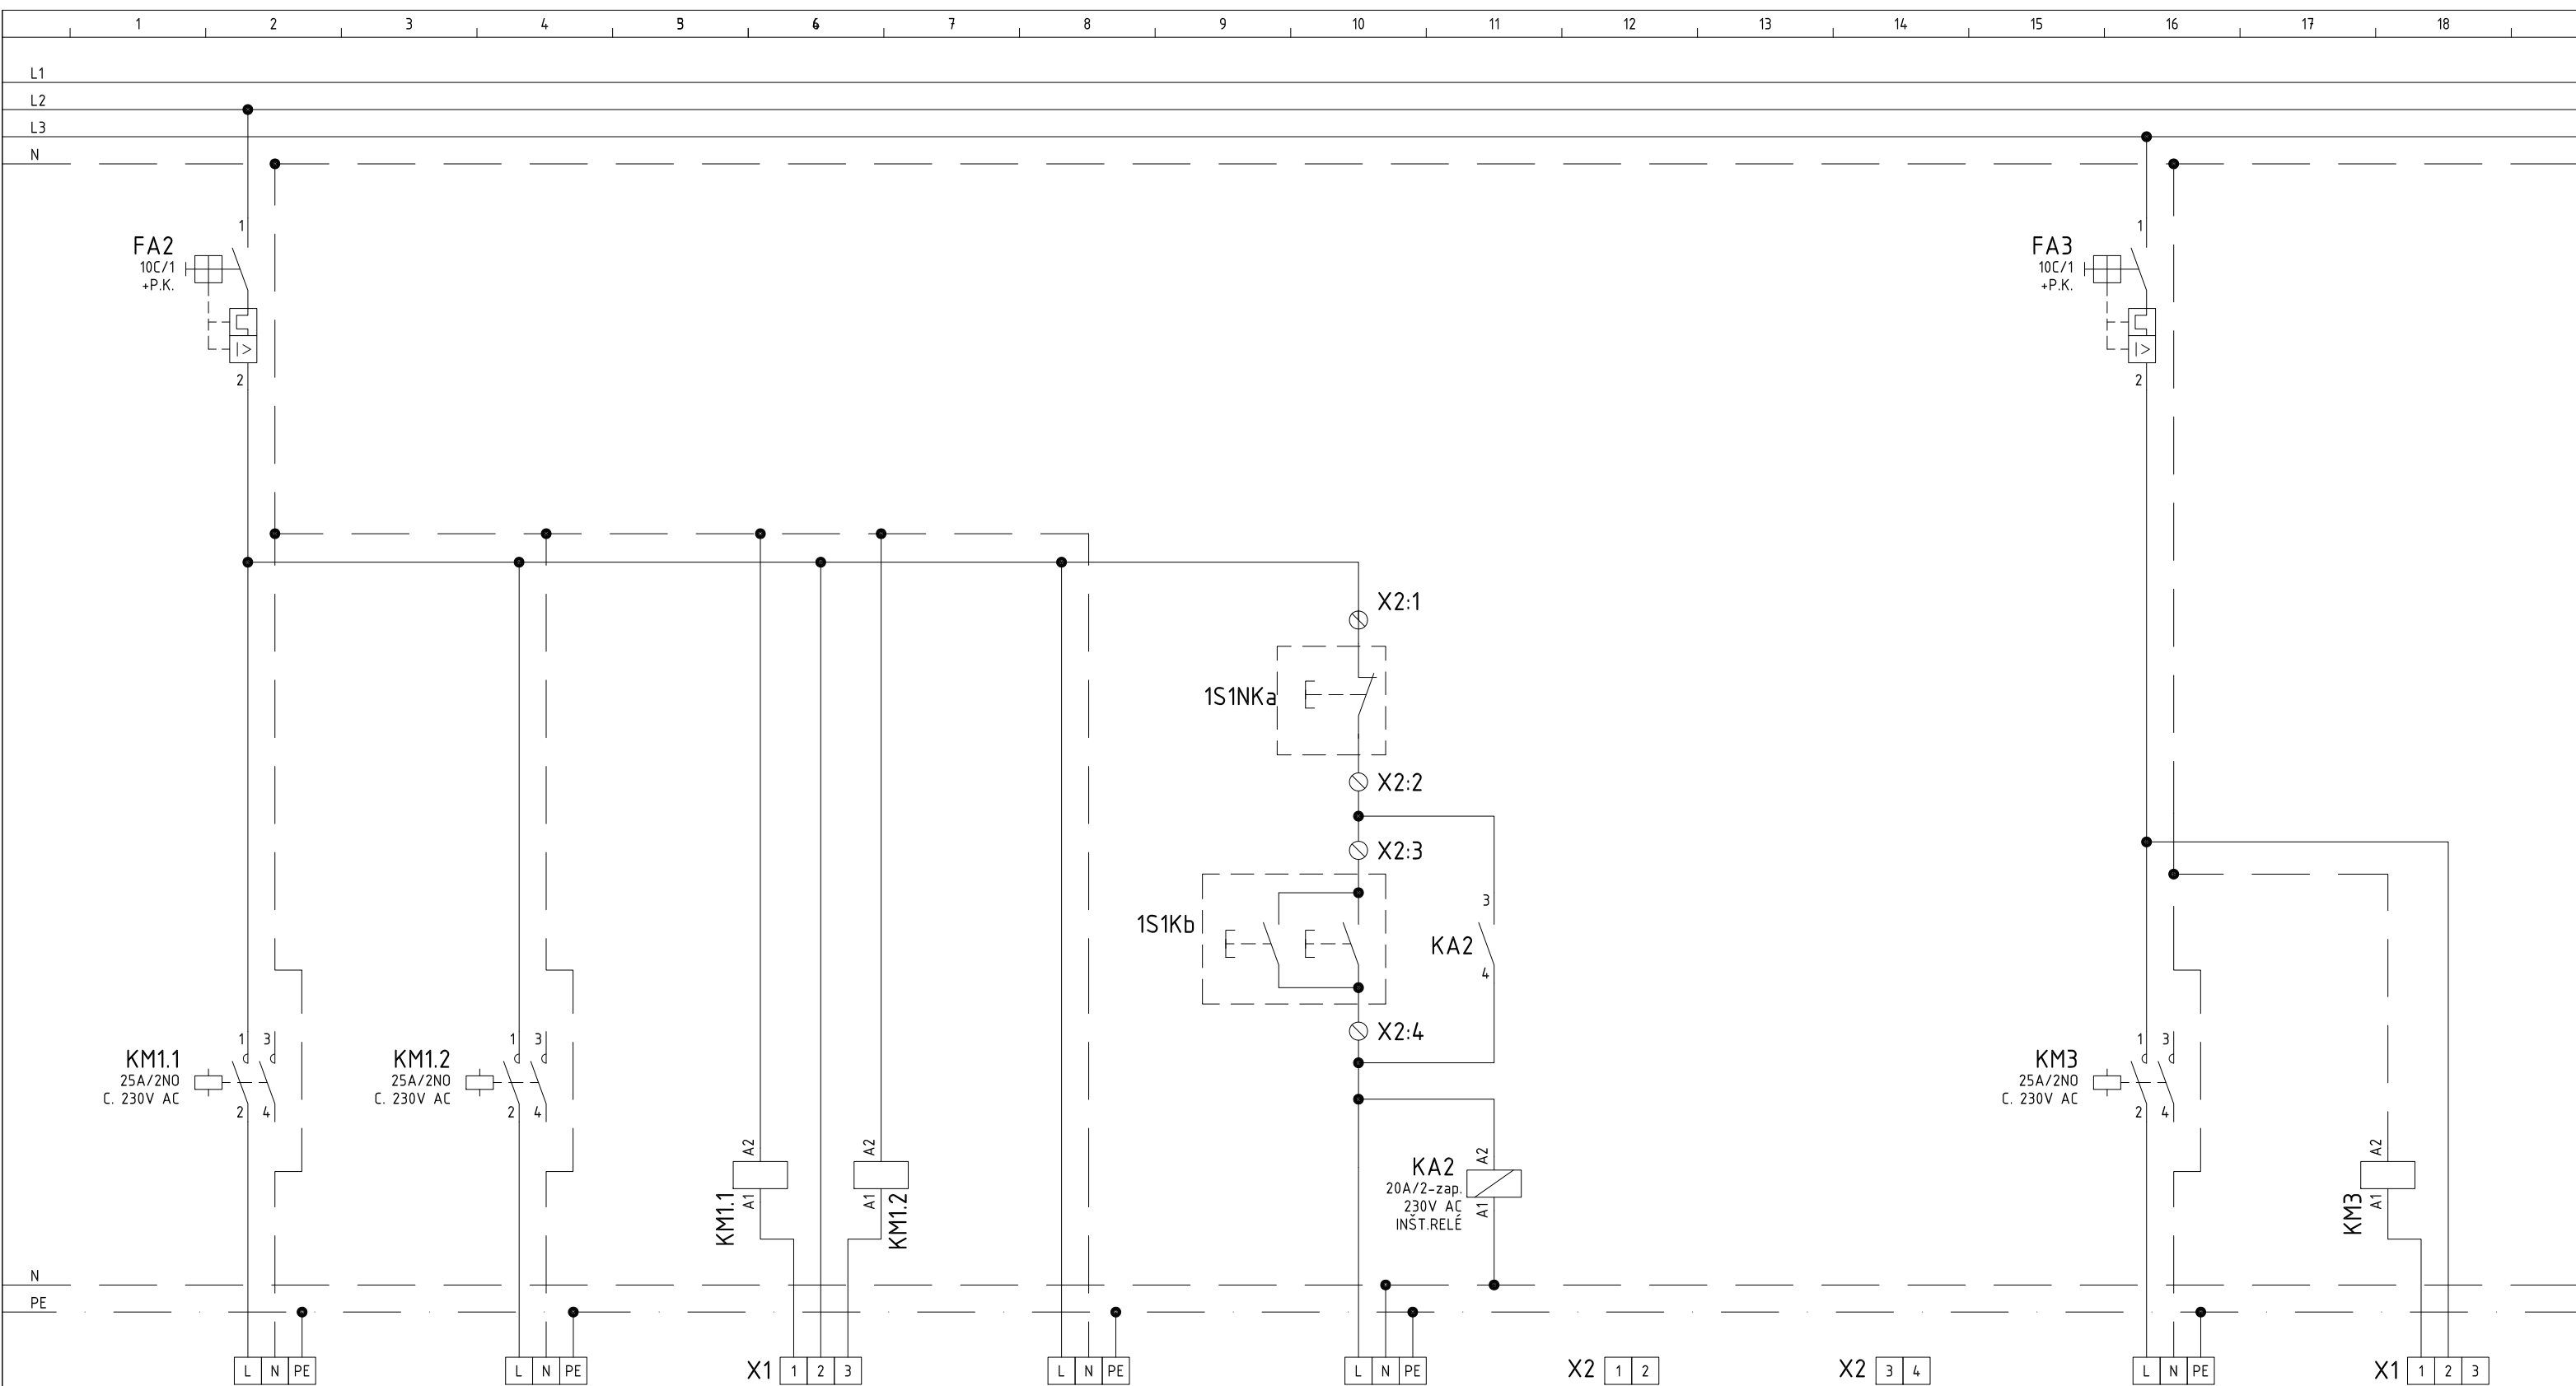 1 2 3 4 5 6 7 8 9 10 11 12 13 14 15 16 17 18
L1
L2
L3
N
1
FA2
10C/1
+P.K.
2
1
FA3
10C/1
+P.K.
2
X2:1
1S1NKa
X2:2
X2:3
1S1Kb
3
KA2
4
X2:4
1 3
KM1.1
25A/2NO
C. 230V AC
2 4
1 3
KM1.2
25A/2NO
C. 230V AC
2 4
A2
A1
KM1.1
A2
A1
KM1.2
A2
KA2
20A/2-zap.
230V AC
INŠT.RELÉ
A1
1 3
KM3
25A/2NO
C. 230V AC
2 4
A2
A1
KM3
N
PE
L N PE
L N PE
X1 1 2 3
L N PE
L N PE
X2 1 2
X2 3 4
L N PE
X1 1 2 3